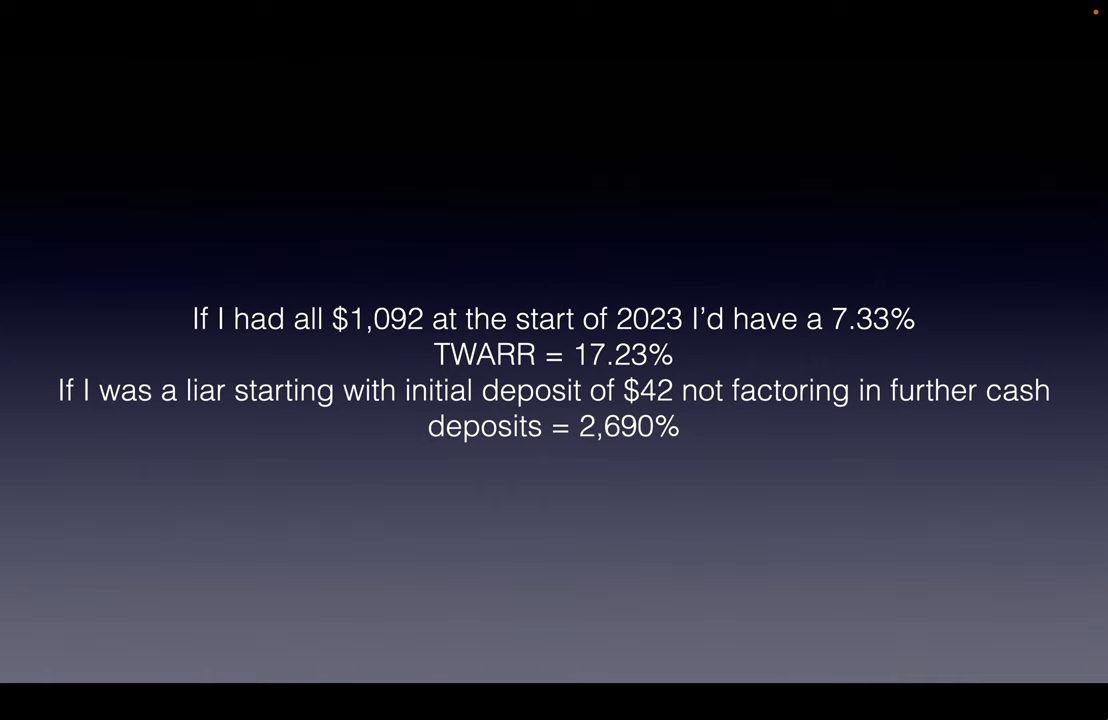 If I had all $1,092 at the start of 2023 I’d have a 7.33%
TWARR = 17.23%
If I was a liar starting with initial deposit of $42 not factoring in further cash
deposits = 2,690%